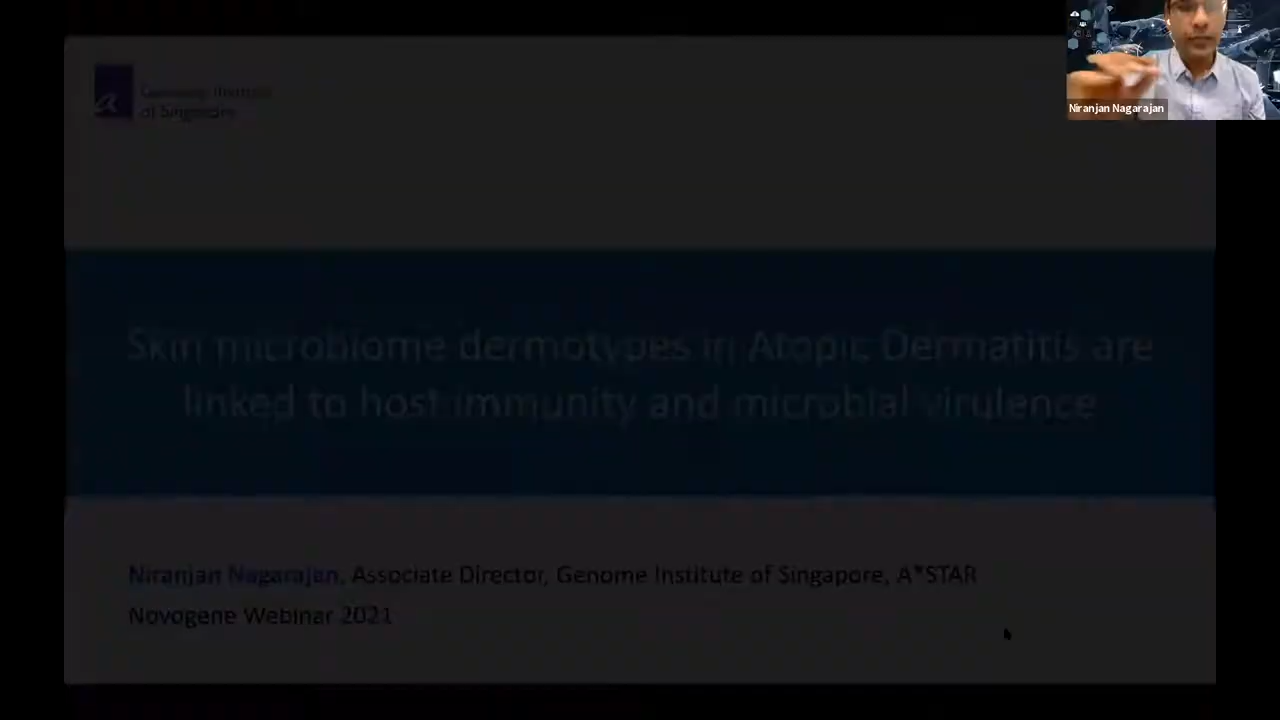 Niranjan Nagarajan
Genome Institute
of Singapore
Skin microbiome dermotypes in Atopic Dermatitis are
linked to host immunity and microbial virulence
Niranjan Nagarajan, Associate Director, Genome Institute of Singapore, A*STAR
Novogene Webinar 2021